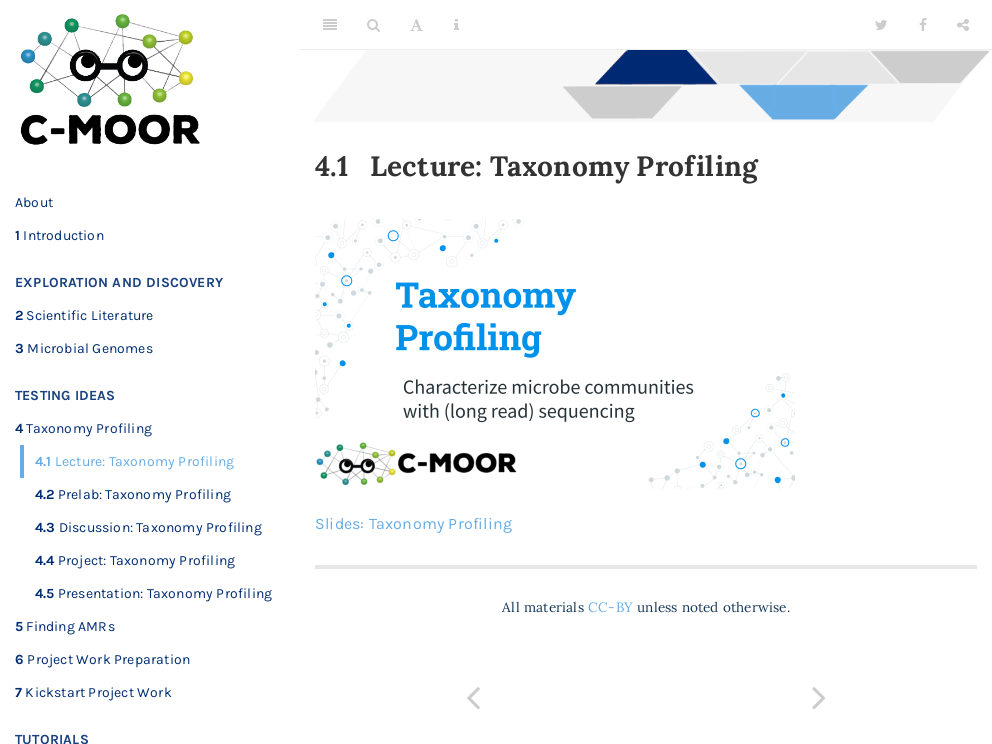 C-MOOR
About
1 Introduction
EXPLORATION AND DISCOVERY
2 Scientific Literature
3 Microbial Genomes
TESTING IDEAS
4 Taxonomy Profiling
4.1 Lecture: Taxonomy Profiling
4.2 Prelab: Taxonomy Profiling
4.3 Discussion: Taxonomy Profiling
4.4 Project: Taxonomy Profiling
4.5 Presentation: Taxonomy Profiling
5 Finding AMRs
6 Project Work Preparation
7 Kickstart Project Work
TUTORIALS
A
4.1 Lecture: Taxonomy Profiling
Taxonomy
Profiling
Characterize microbe communities
with (long read) sequencing
C-MOOR
Slides: Taxonomy Profiling
All materials CC-BY unless noted otherwise.